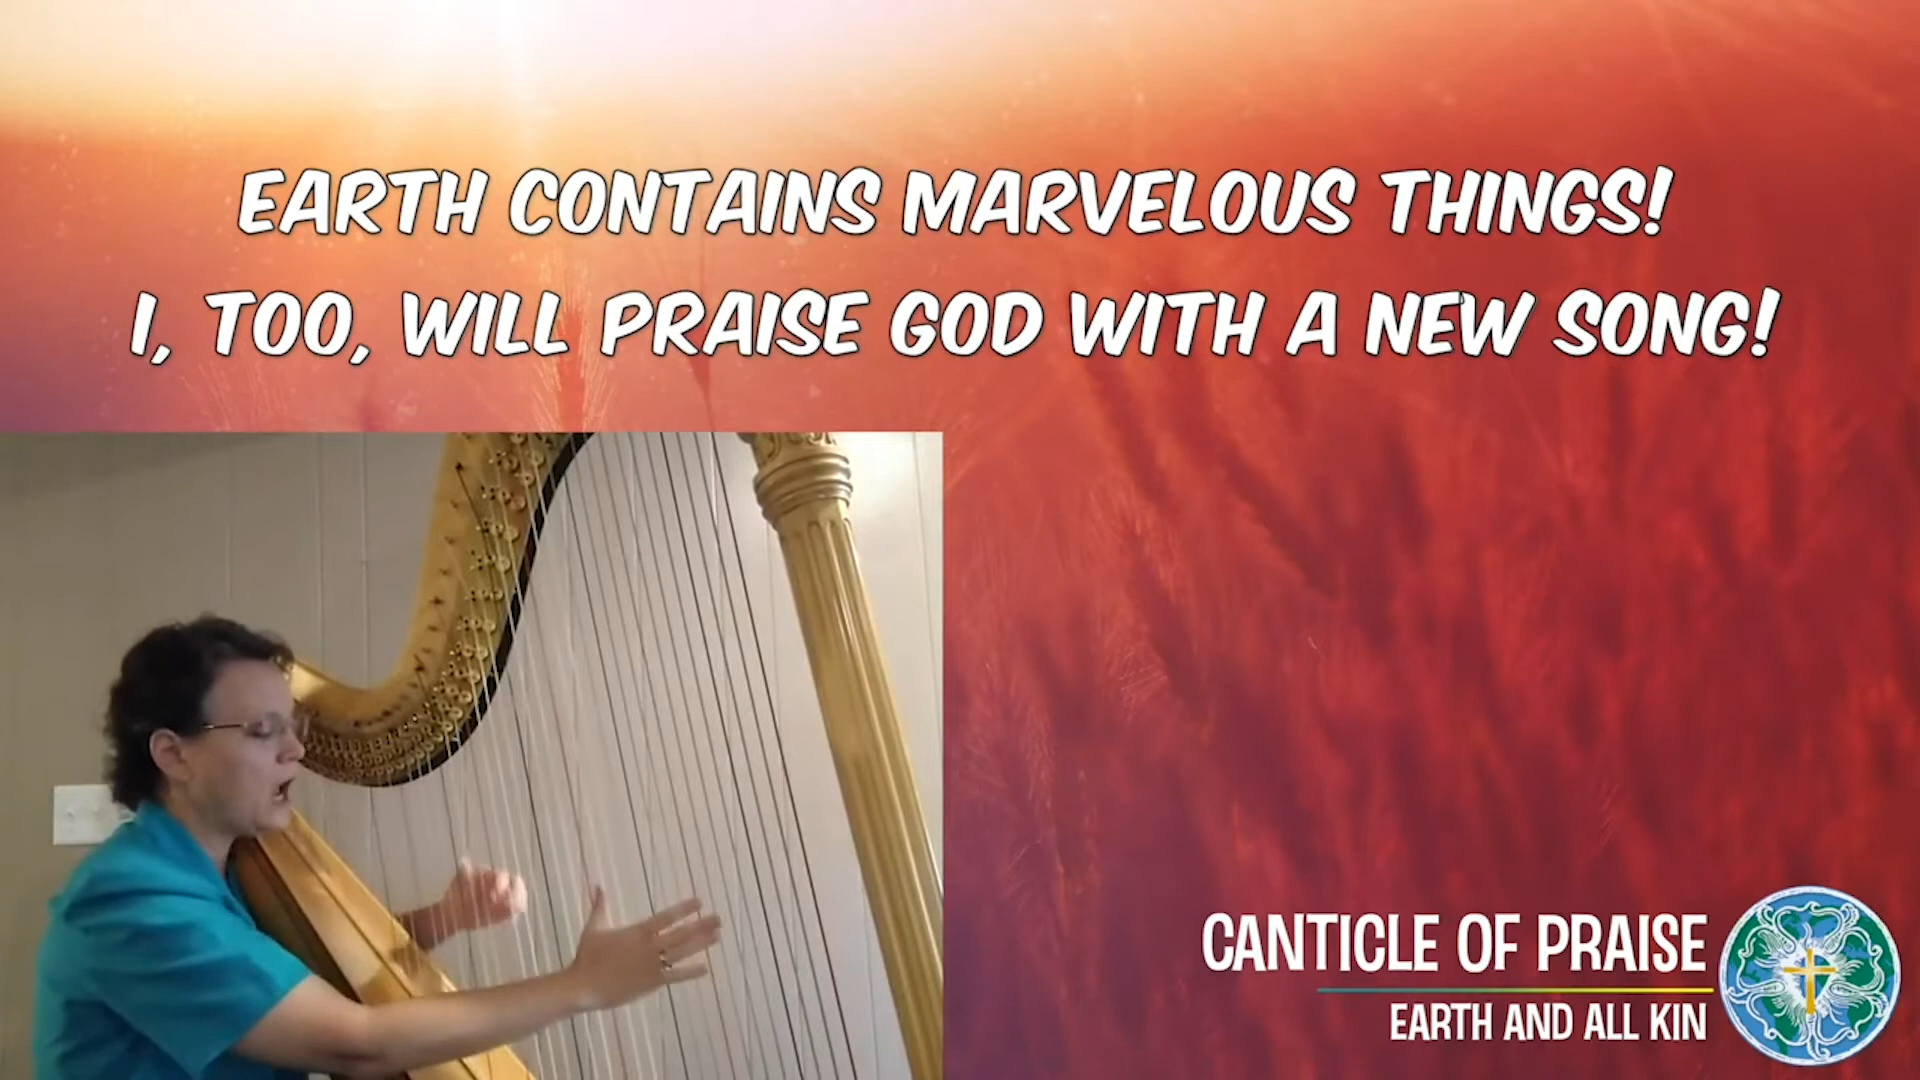 EARTH CONTAINS MARVELOUS THINGS!
I, TOO, WILL PRAISE GOD WITH A NEW SONG!
CANTICLE OF PRAISE
EARTH AND ALL KIN